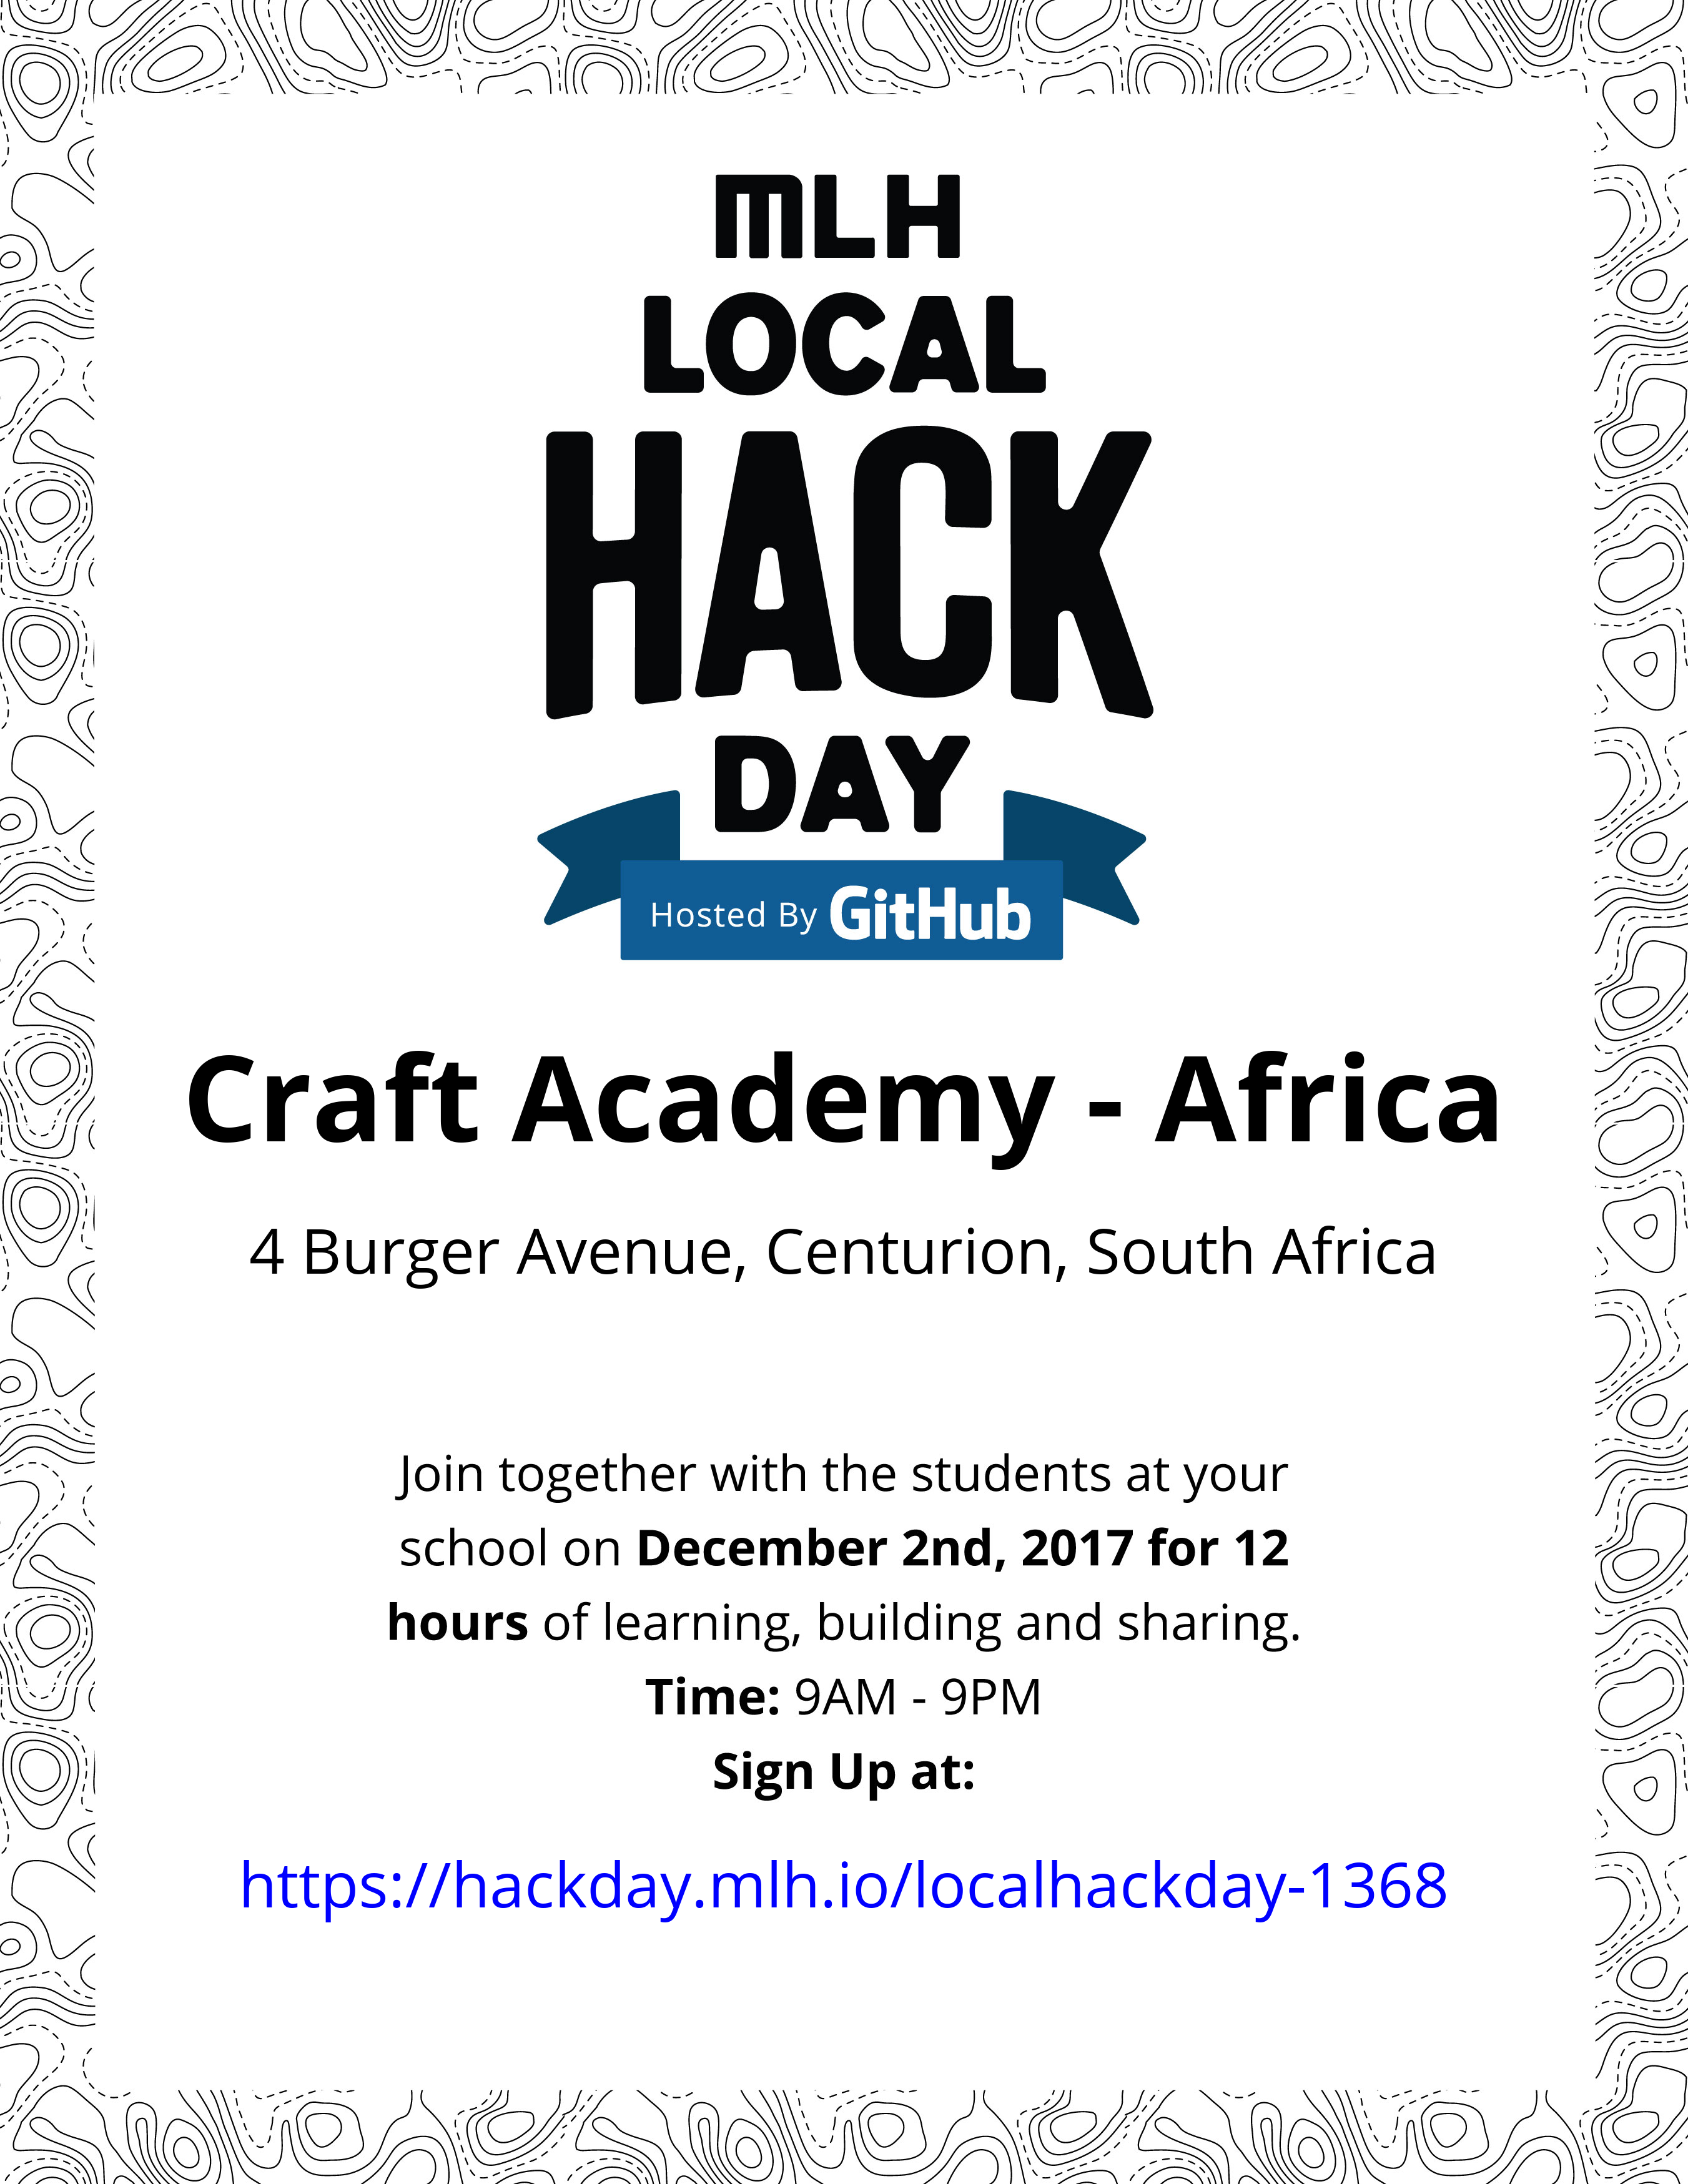 MLH
LOCAL
HACK
DAY
Hosted By GitHub
Craft Academy - Africa
4 Burger Avenue, Centurion, South Africa
Join together with the students at your
school on December 2nd, 2017 for 12
hours of learning, building and sharing.
Time: 9AM - 9PM
Sign Up at:
https://hackday.mlh.io/localhackday-1368